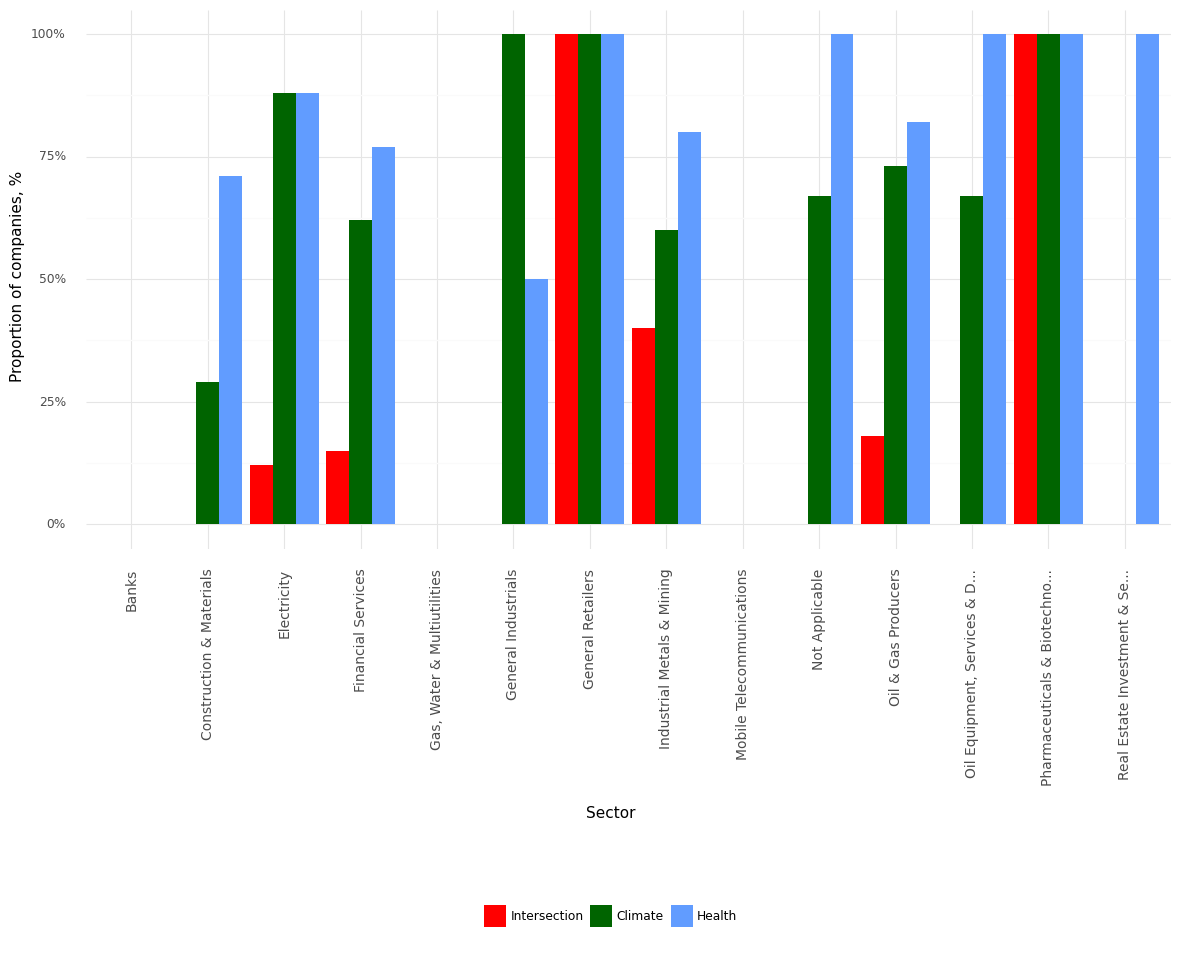 Proportion of companies, %
100%
75%
50%
25%
0%
Banks
Construction & Materials
Electricity
Financial Services
Gas, Water & Multiutilities
General Industrials
General Retailers
Industrial Metals & Mining
Mobile Telecommunications
Not Applicable
Oil & Gas Producers
Oil Equipment, Services & D...
Pharmaceuticals & Biotechno...
Real Estate Investment & Se...
Sector
Intersection Climate Health